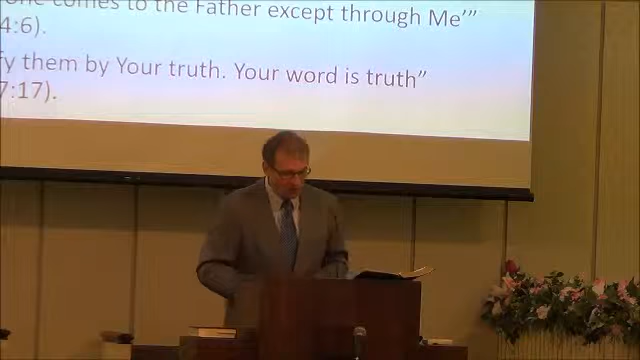 comes to the Father except through Me'”
4:6).
fy them by Your truth. Your word is truth”
7:17).